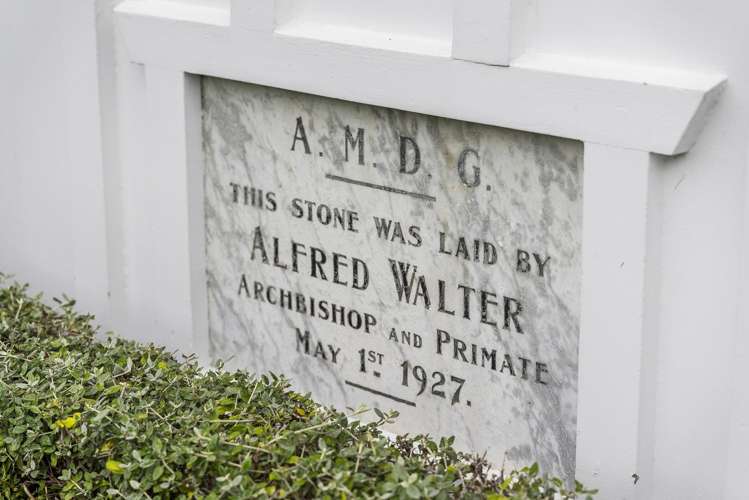 A. M. D. G.
THIS STONE WAS LAID BY
ALFRED WALTER
ARCHBISHOP AND PRIMATE
MAY 1ST 1927.